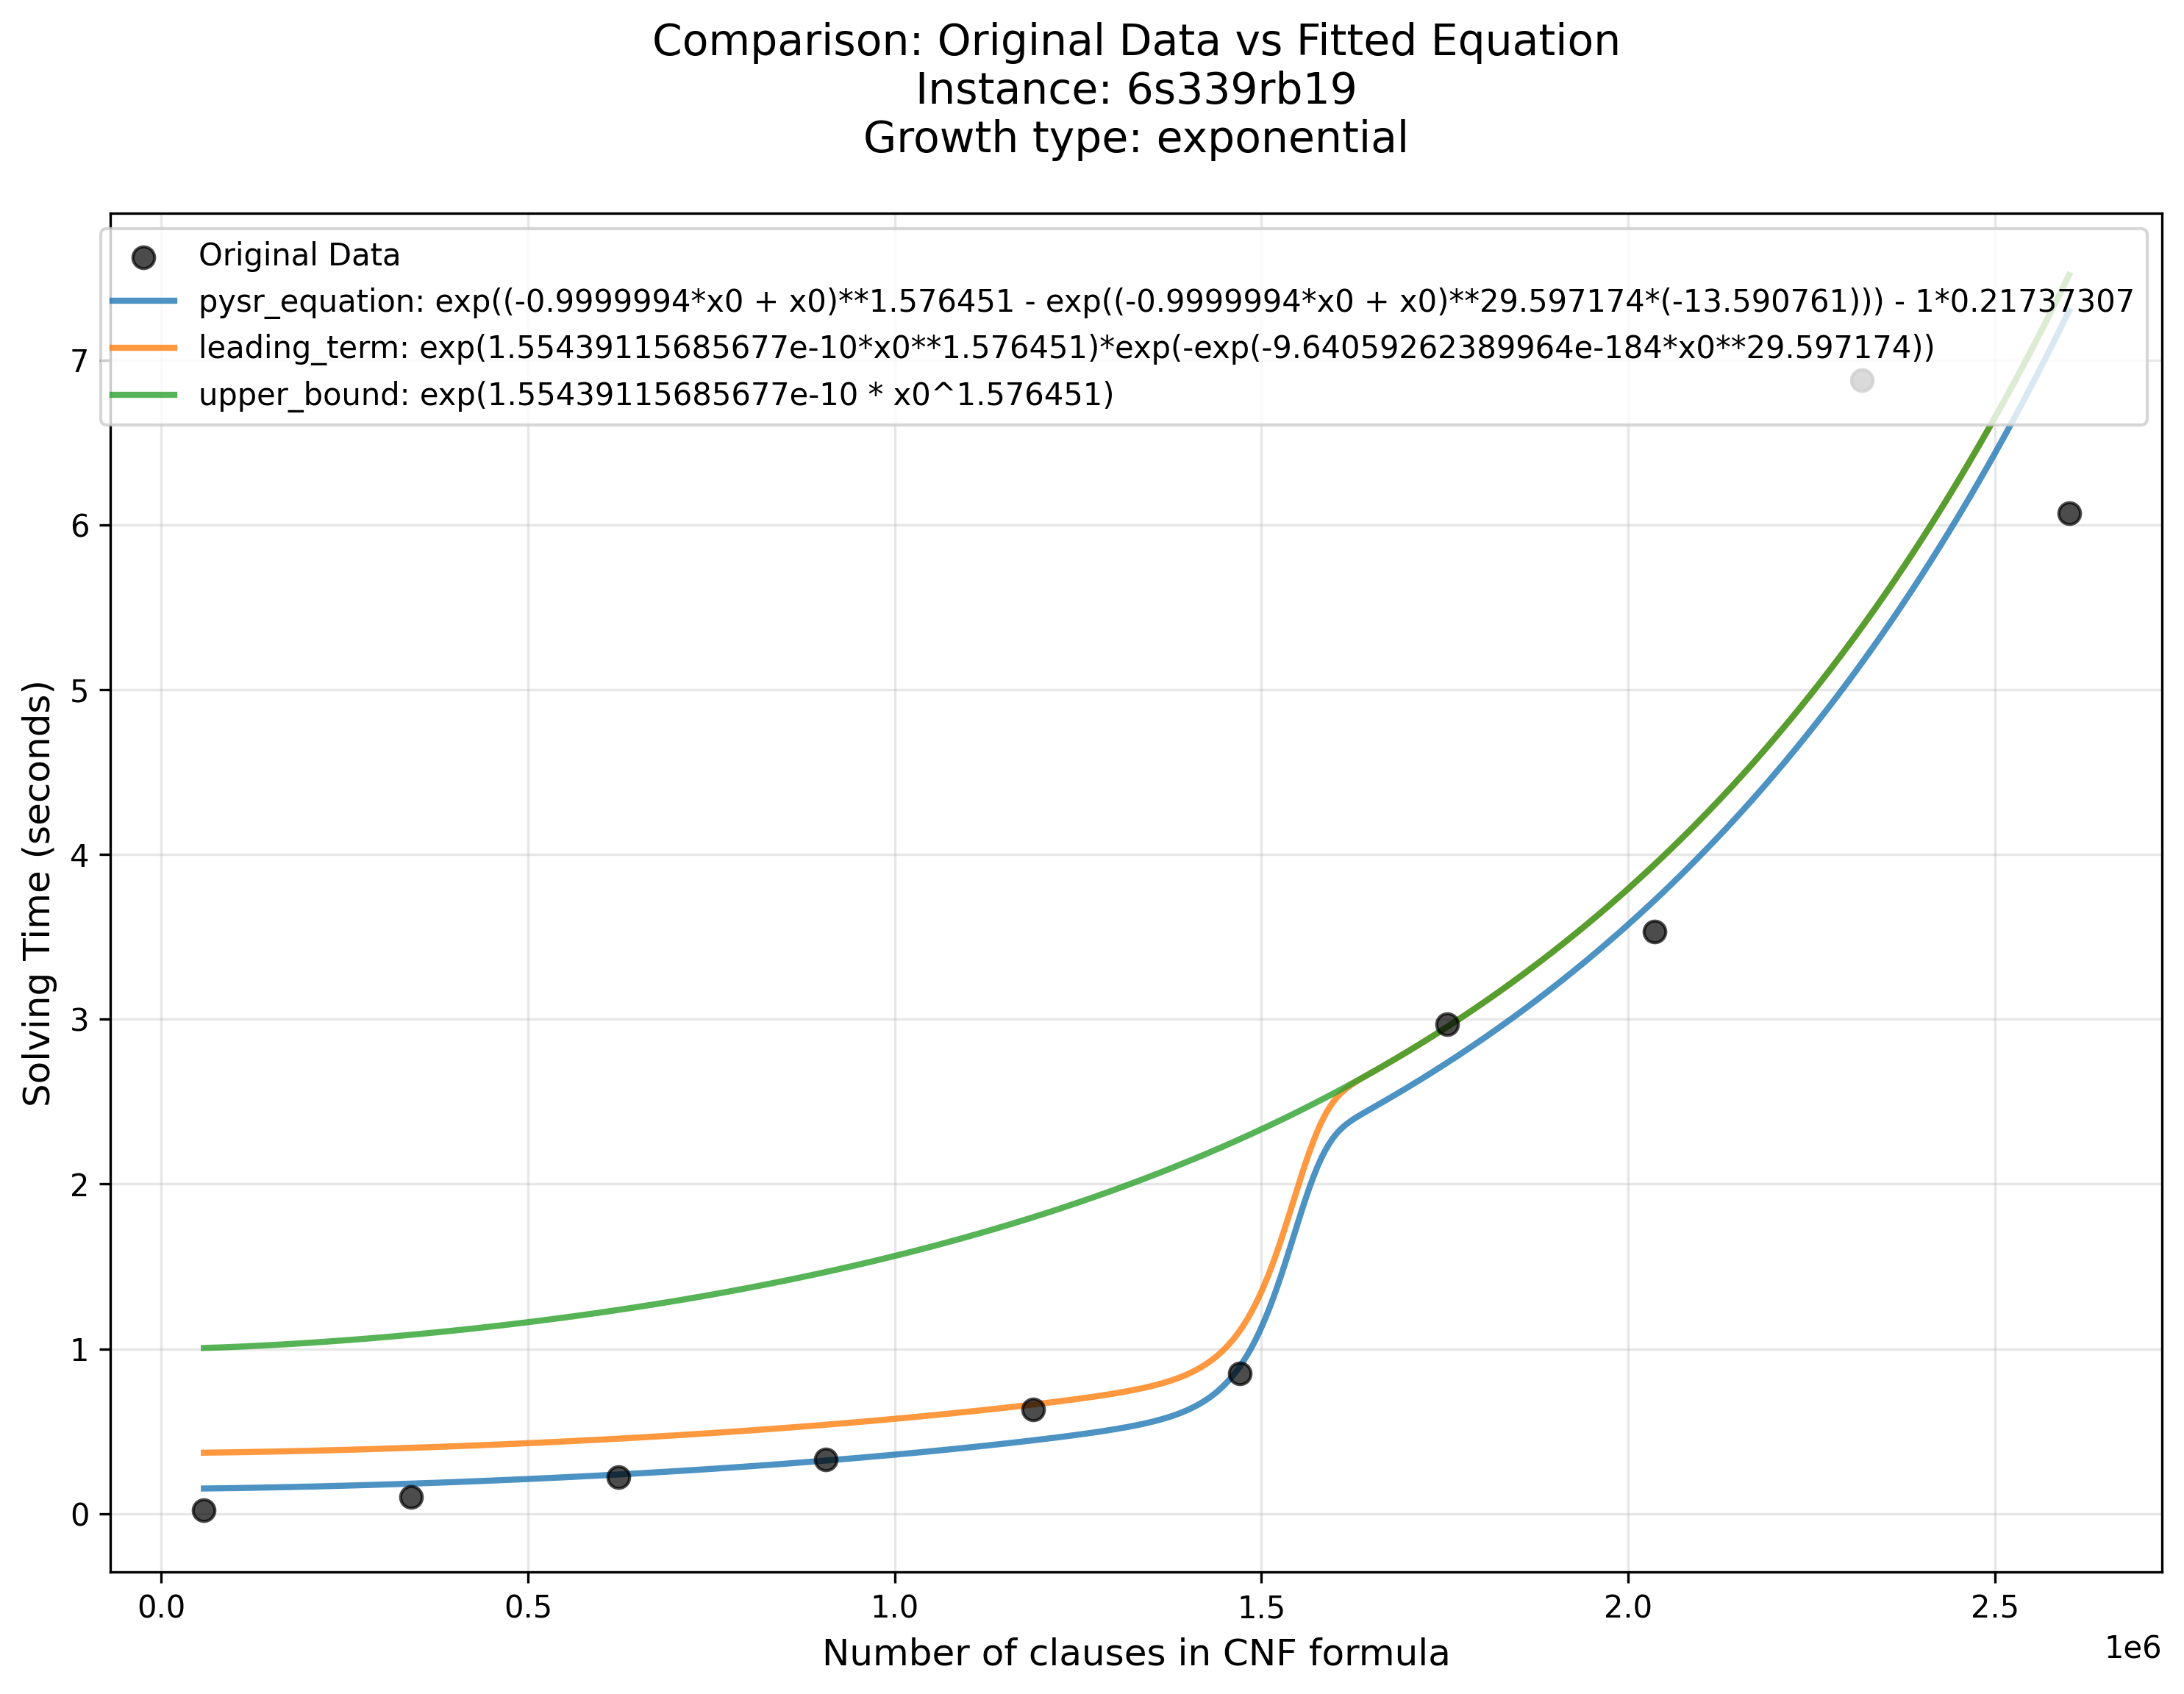 Comparison: Original Data vs Fitted Equation
Instance: 6s339rb19
Growth type: exponential
Original Data
pysr_equation: exp((-0.9999994*x0 + x0)**1.576451 - exp((-0.9999994*x0 + x0)**29.597174*(-13.590761))) - 1*0.21737307
leading_term: exp(1.55439115685677e-10*x0**1.576451)*exp(-exp(-9.64059262389964e-184*x0**29.597174))
upper_bound: exp(1.55439115685677e-10 * x0^1.576451)
7
6
5
4
3
2
1
0
Solving Time (seconds)
0.0 0.5 1.0 1.5 2.0 2.5
1e6
Number of clauses in CNF formula